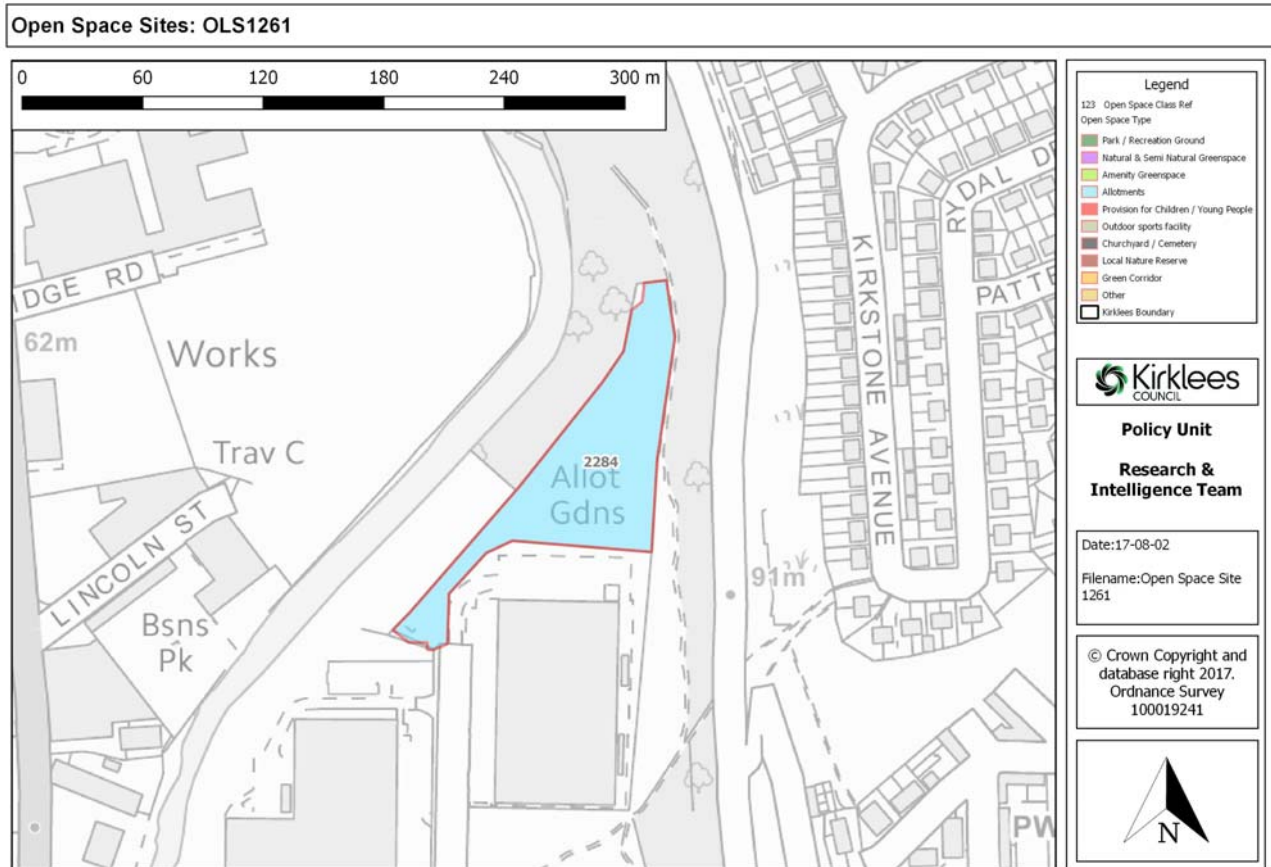 Open Space Sites: OLS1261
0 60 120 180 240 300 m
IDGE RD
62m
Works
Trav C
LINCOLN ST
Bsns
Pk
2284
Allot
Gdns
91m
KIRKSTONE AVENUE
RYDAL DR
PATTE
PW
Legend
123 Open Space Class Ref
Open Space Type
Park / Recreation Ground
Natural & Semi Natural Greenspace
Amenity Greenspace
Allotments
Provision for Children / Young People
Outdoor sports facility
Churchyard / Cemetery
Local Nature Reserve
Green Corridor
Other
Kirklees Boundary
Kirklees
COUNCIL
Policy Unit
Research &
Intelligence Team
Date:17-08-02
Filename:Open Space Site
1261
© Crown Copyright and
database right 2017.
Ordnance Survey
100019241
N